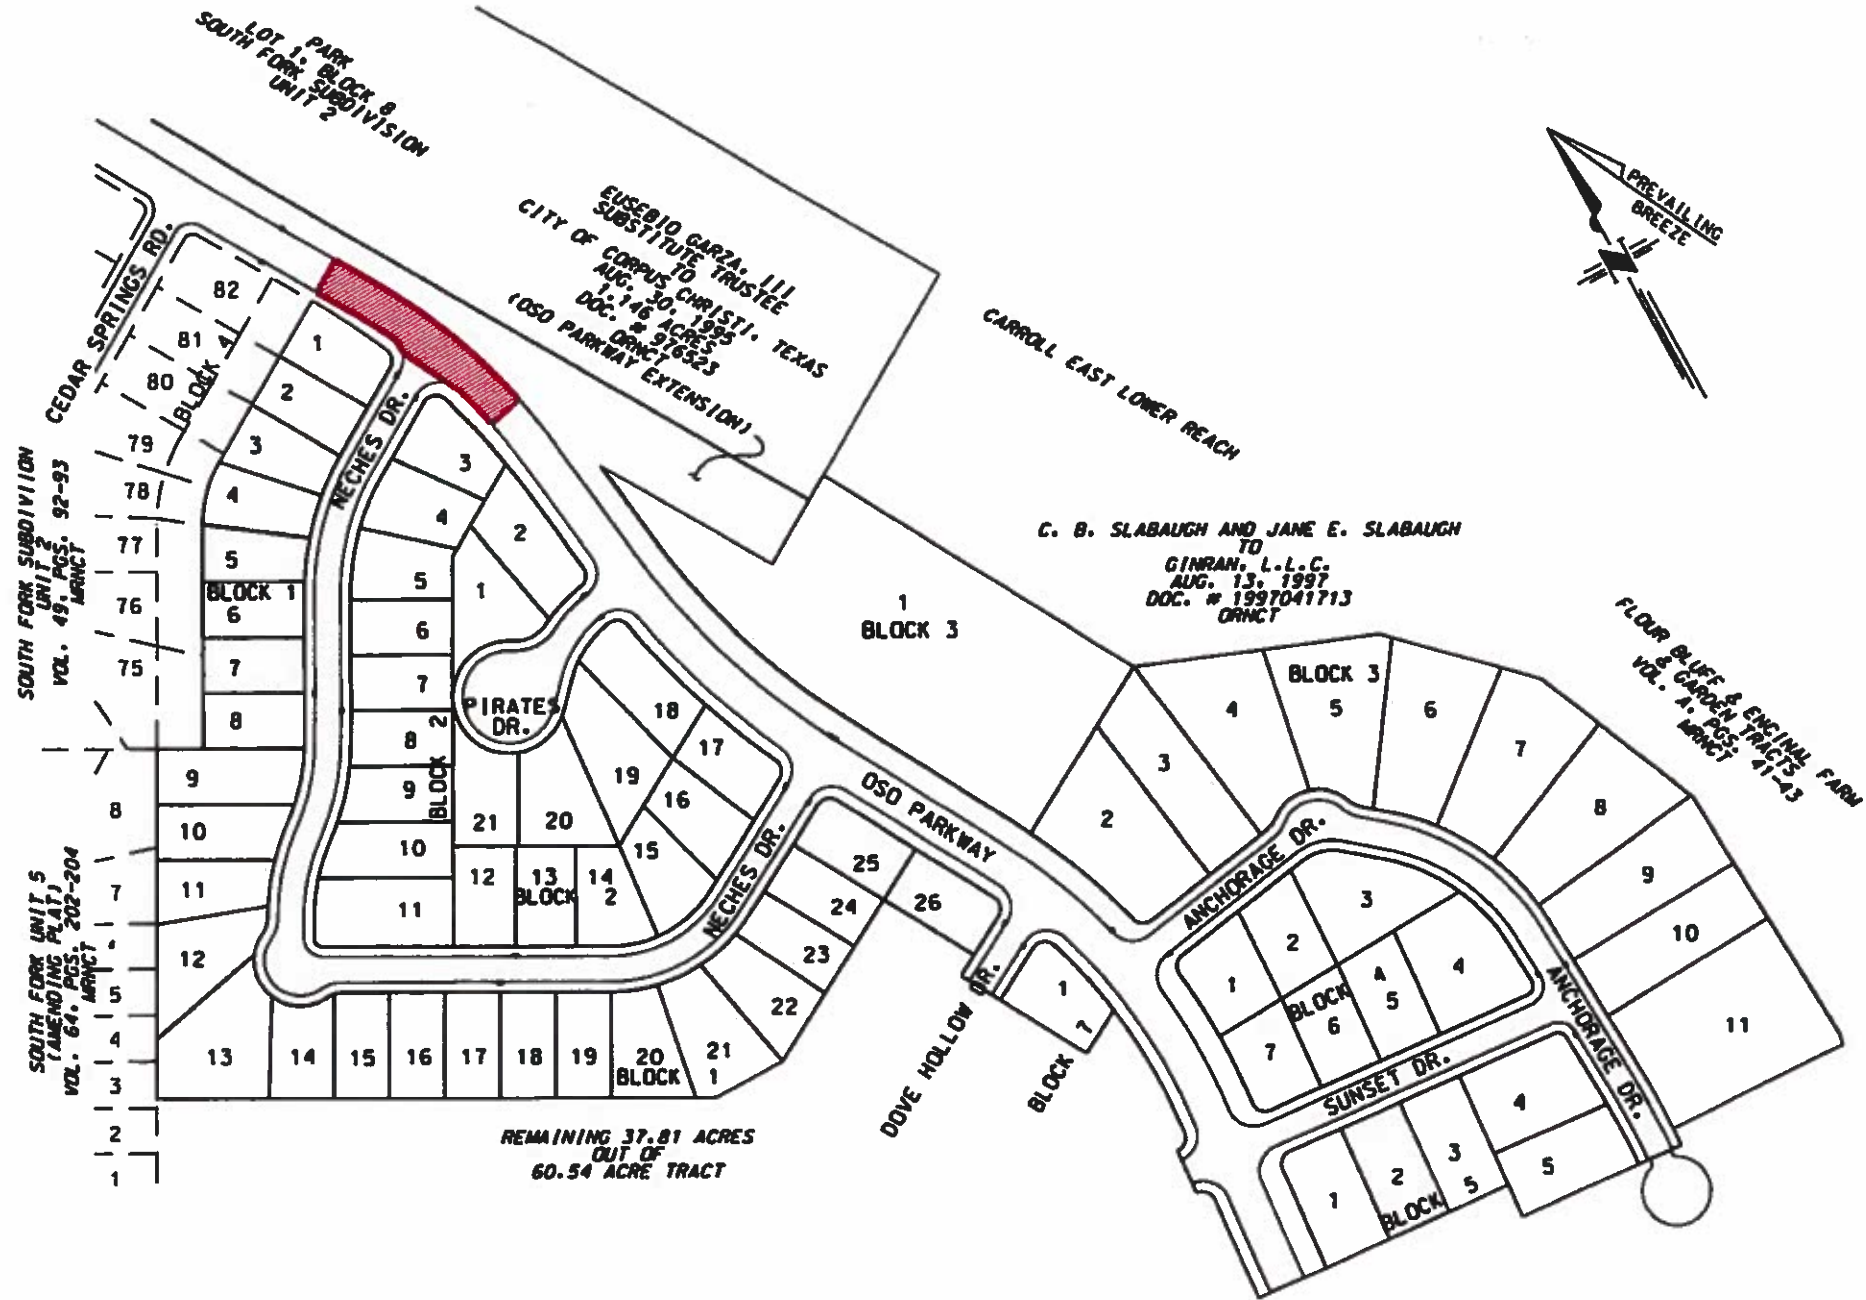 PARK
LOT 1, BLOCK 8
SOUTH FORK SUBDIVISION
UNIT 2
EUSEBIO GARZA, III
SUBSTITUTE TRUSTEE
TO
CITY OF CORPUS CHRISTI, TEXAS
AUG. 30, 1995
1.146 ACRES
DOC. # 976523
ORNCT
(OSO PARKWAY EXTENSION)
PREVAILING
BREEZE
CARROLL EAST LOWER REACH
C. B. SLABAUGH AND JANE E. SLABAUGH
TO
GINRAN, L.L.C.
AUG. 13, 1997
DOC. # 1997041713
ORNCT
FLOUR BLUFF & ENCINAL FARM
& GARDEN TRACTS
VOL. A, PGS. 41-43
MRNCT
CEDAR SPRINGS RD.
82
81
80
BLOCK 4
79
78
77
76
75
SOUTH FORK SUBDIVIION
UNIT 2
VOL. 49, PGS. 92-93
MRNCT
1
2
3
4
5
BLOCK 1
6
7
8
9
10
11
12
13
14
15
16
17
18
19
20
BLOCK 1
21
22
23
24
25
26
NECHES DR.
3
4
2
1
5
6
7
8
9
BLOCK 2
10
11
PIRATES
DR.
18
17
19
16
15
21
20
12
13
BLOCK 2
14
NECHES DR.
OSO PARKWAY
1
BLOCK 3
2
3
4
BLOCK 3
5
6
7
8
9
10
11
ANCHORAGE DR.
3
2
1
4
BLOCK 4
5
6
7
ANCHORAGE DR.
SUNSET DR.
4
3
5
2
BLOCK 5
1
DOVE HOLLOW DR.
1
BLOCK 7
7
8
7
5
4
3
2
1
SOUTH FORK UNIT 5
(AMENDING PLAT)
VOL. 64, PGS. 202-204
MRNCT
REMAINING 37.81 ACRES
OUT OF
60.54 ACRE TRACT